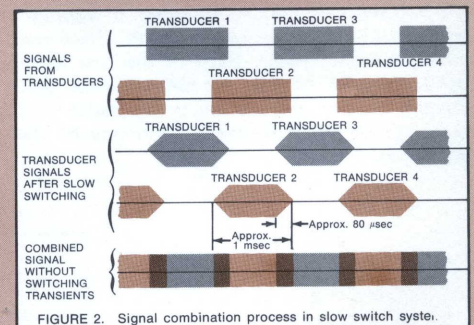 TRANSDUCER 1
TRANSDUCER 3
SIGNALS
FROM
TRANSDUCERS
TRANSDUCER 4
TRANSDUCER 2
TRANSDUCER 1
TRANSDUCER 3
TRANSDUCER
SIGNALS
AFTER SLOW
SWITCHING
TRANSDUCER 2
TRANSDUCER 4
Approx. 80 μsec
Approx.
1 msec
COMBINED
SIGNAL
WITHOUT
SWITCHING
TRANSIENTS
FIGURE 2. Signal combination process in slow switch